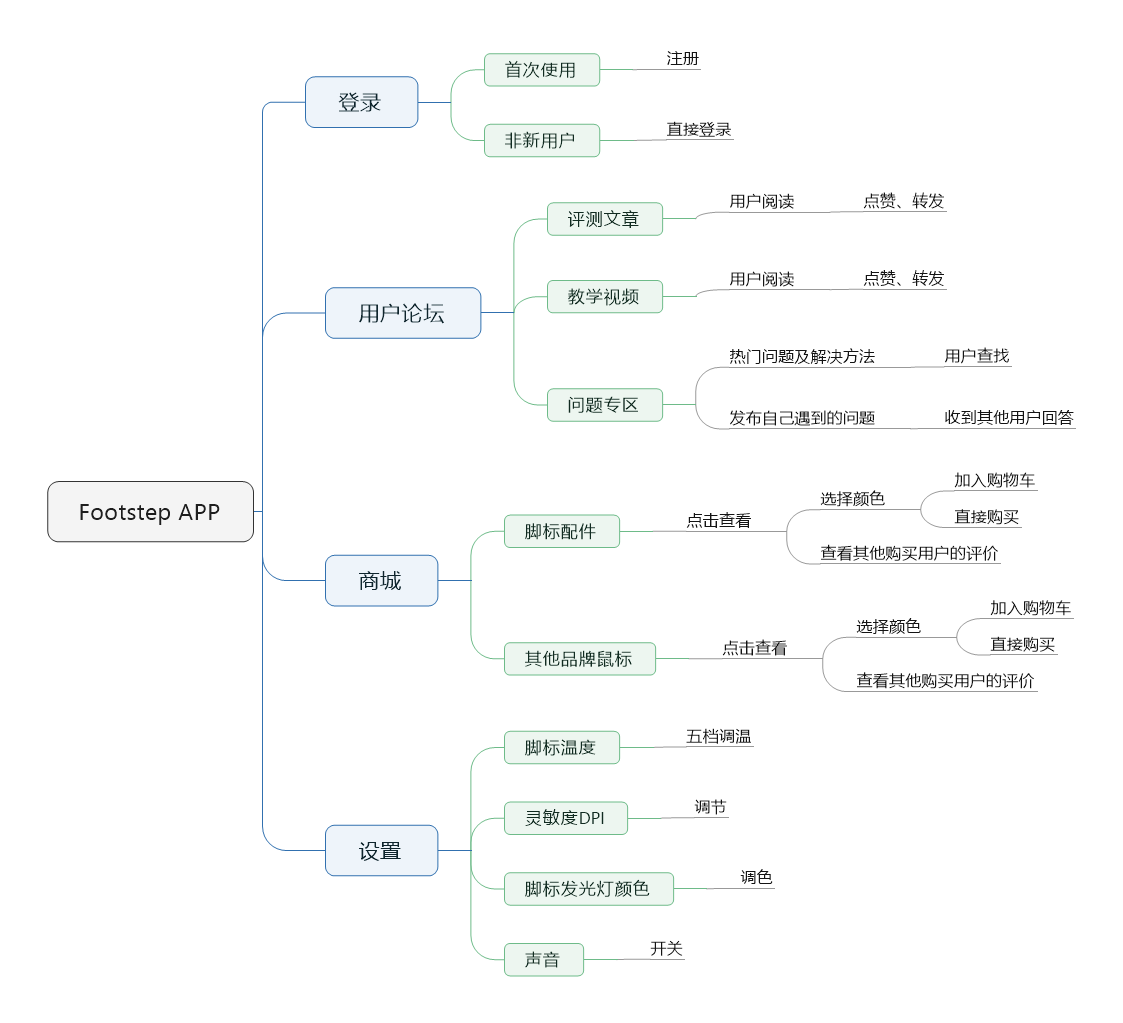 Footstep APP
登录
首次使用
注册
非新用户
直接登录
用户论坛
评测文章
用户阅读
点赞、转发
教学视频
用户阅读
点赞、转发
问题专区
热门问题及解决方法
用户查找
发布自己遇到的问题
收到其他用户回答
商城
脚标配件
点击查看
选择颜色
加入购物车
直接购买
查看其他购买用户的评价
其他品牌鼠标
点击查看
选择颜色
加入购物车
直接购买
查看其他购买用户的评价
设置
脚标温度
五档调温
灵敏度DPI
调节
脚标发光灯颜色
调色
声音
开关